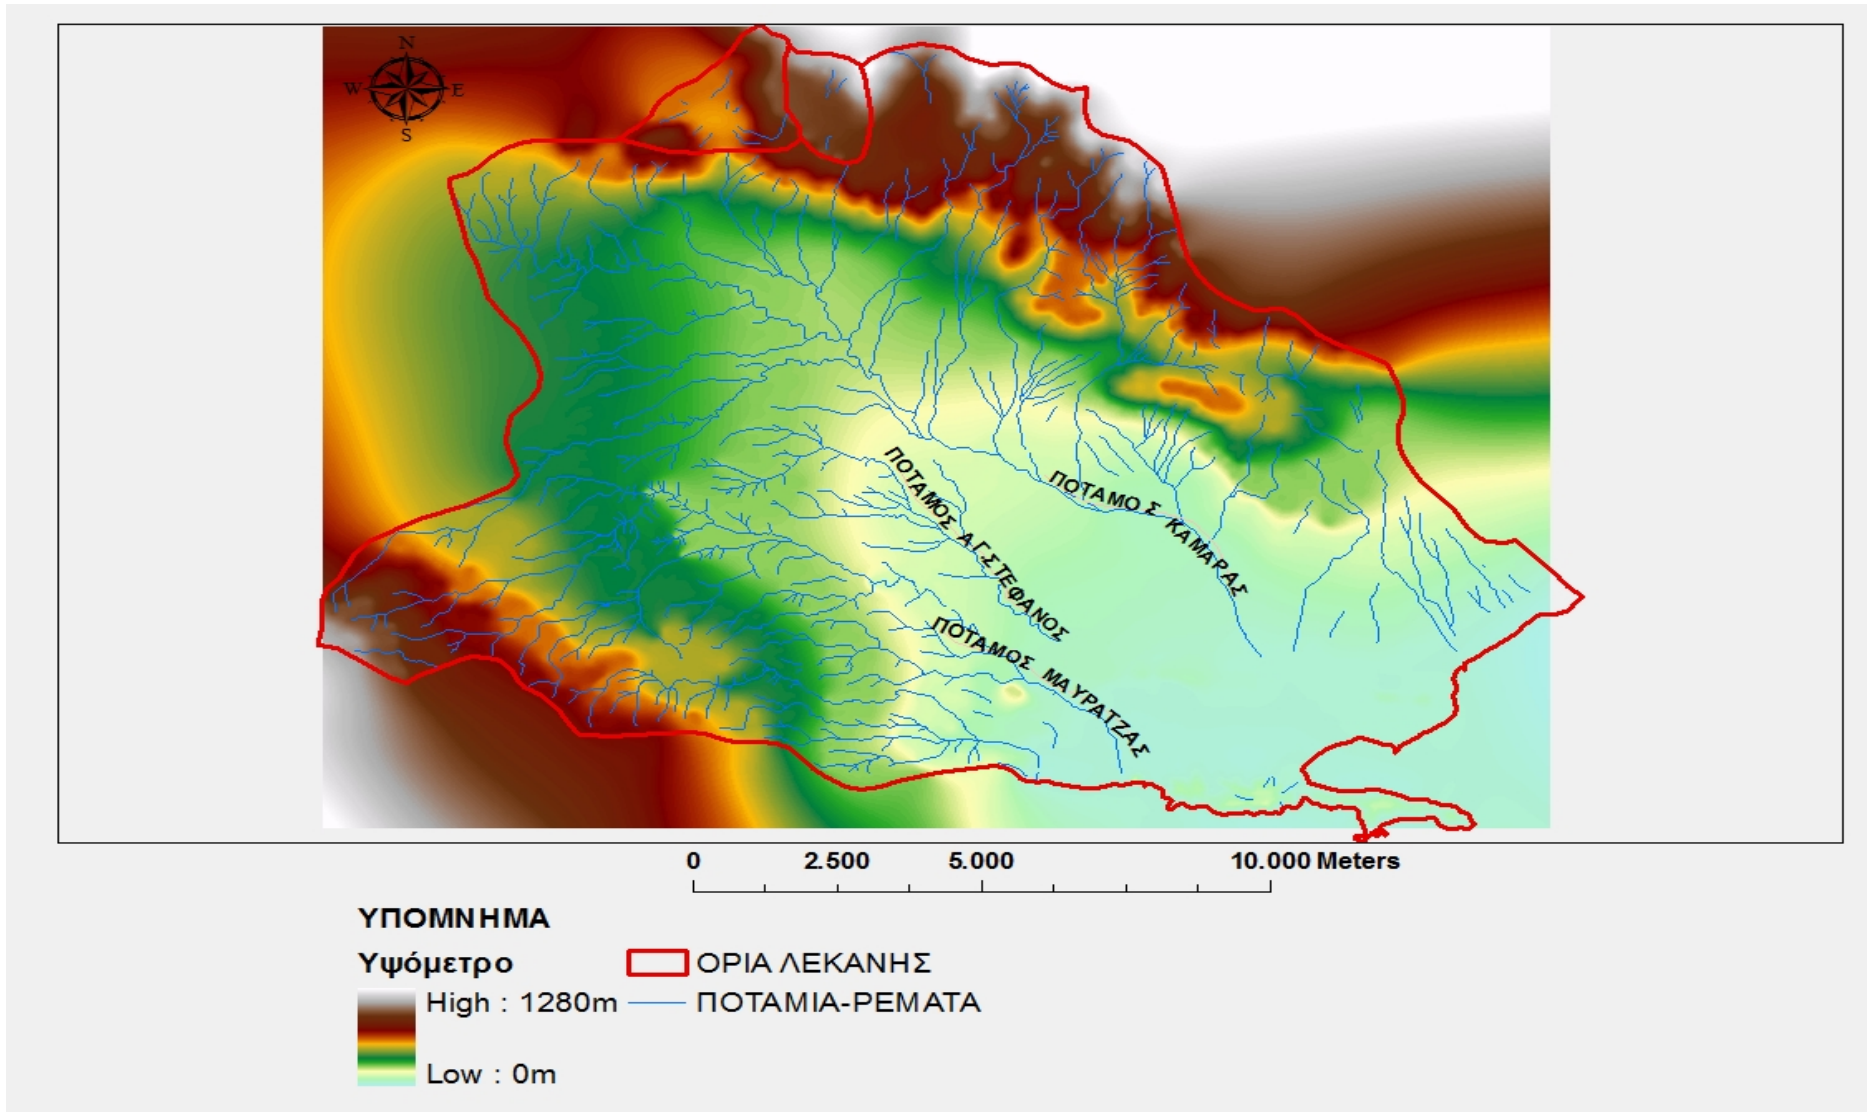 N
W E
S
ΠΟΤΑΜΟΣ ΑΓ.ΣΤΕΦΑΝΟΣ
ΠΟΤΑΜΟΣ ΚΑΜΑΡΑΣ
ΠΟΤΑΜΟΣ ΜΑΥΡΑΤΖΑΣ
0 2.500 5.000 10.000 Meters
ΥΠΟΜΝΗΜΑ
Υψόμετρο
ΟΡΙΑ ΛΕΚΑΝΗΣ
High : 1280m
ΠΟΤΑΜΙΑ-ΡΕΜΑΤΑ
Low : 0m